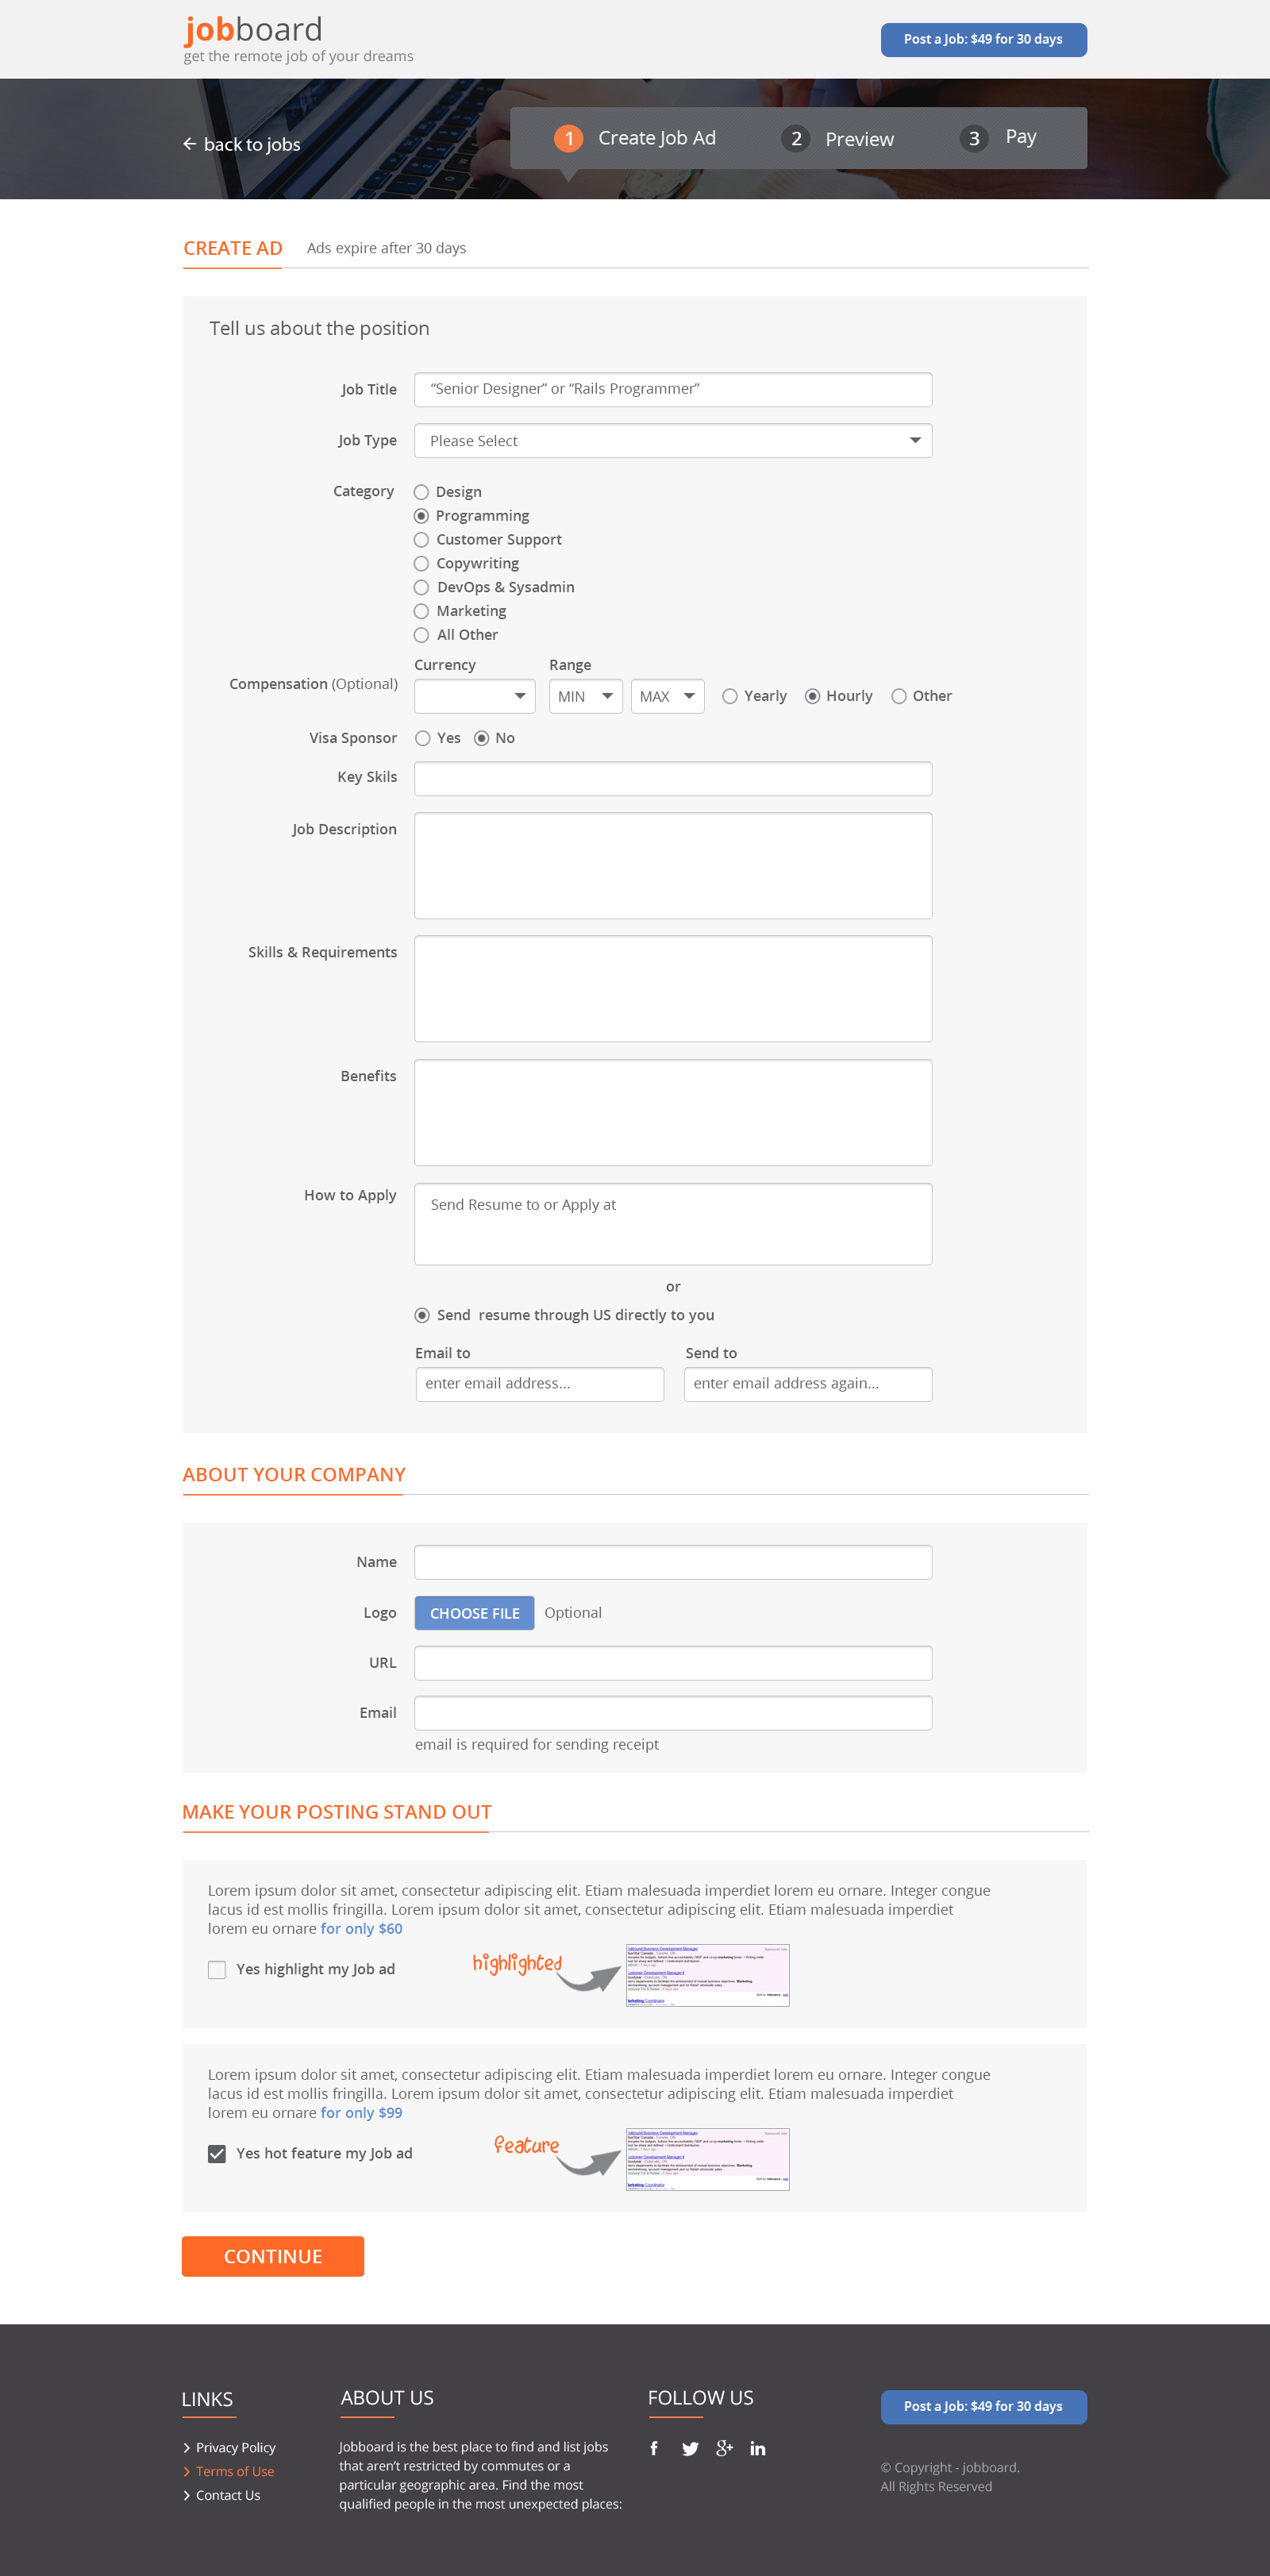 jobboard
get the remote job of your dreams
Post a Job: $49 for 30 days
back to jobs
1 Create Job Ad 2 Preview 3 Pay
CREATE AD Ads expire after 30 days
Tell us about the position
Job Title “Senior Designer” or “Rails Programmer”
Job Type Please Select
Category Design
Programming
Customer Support
Copywriting
DevOps & Sysadmin
Marketing
All Other
Currency Range
Compensation (Optional) MIN MAX Yearly Hourly Other
Visa Sponsor Yes No
Key Skils
Job Description
Skills & Requirements
Benefits
How to Apply Send Resume to or Apply at
or
Send resume through US directly to you
Email to Send to
enter email address... enter email address again...
ABOUT YOUR COMPANY
Name
Logo CHOOSE FILE Optional
URL
Email
email is required for sending receipt
MAKE YOUR POSTING STAND OUT
Lorem ipsum dolor sit amet, consectetur adipiscing elit. Etiam malesuada imperdiet lorem eu ornare. Integer congue
lacus id est mollis fringilla. Lorem ipsum dolor sit amet, consectetur adipiscing elit. Etiam malesuada imperdiet
lorem eu ornare for only $60
Yes highlight my Job ad highlighted
Lorem ipsum dolor sit amet, consectetur adipiscing elit. Etiam malesuada imperdiet lorem eu ornare. Integer congue
lacus id est mollis fringilla. Lorem ipsum dolor sit amet, consectetur adipiscing elit. Etiam malesuada imperdiet
lorem eu ornare for only $99
Yes hot feature my Job ad feature
CONTINUE
LINKS
Privacy Policy
Terms of Use
Contact Us
ABOUT US
Jobboard is the best place to find and list jobs
that aren’t restricted by commutes or a
particular geographic area. Find the most
qualified people in the most unexpected places:
FOLLOW US
Post a Job: $49 for 30 days
© Copyright - jobboard.
All Rights Reserved